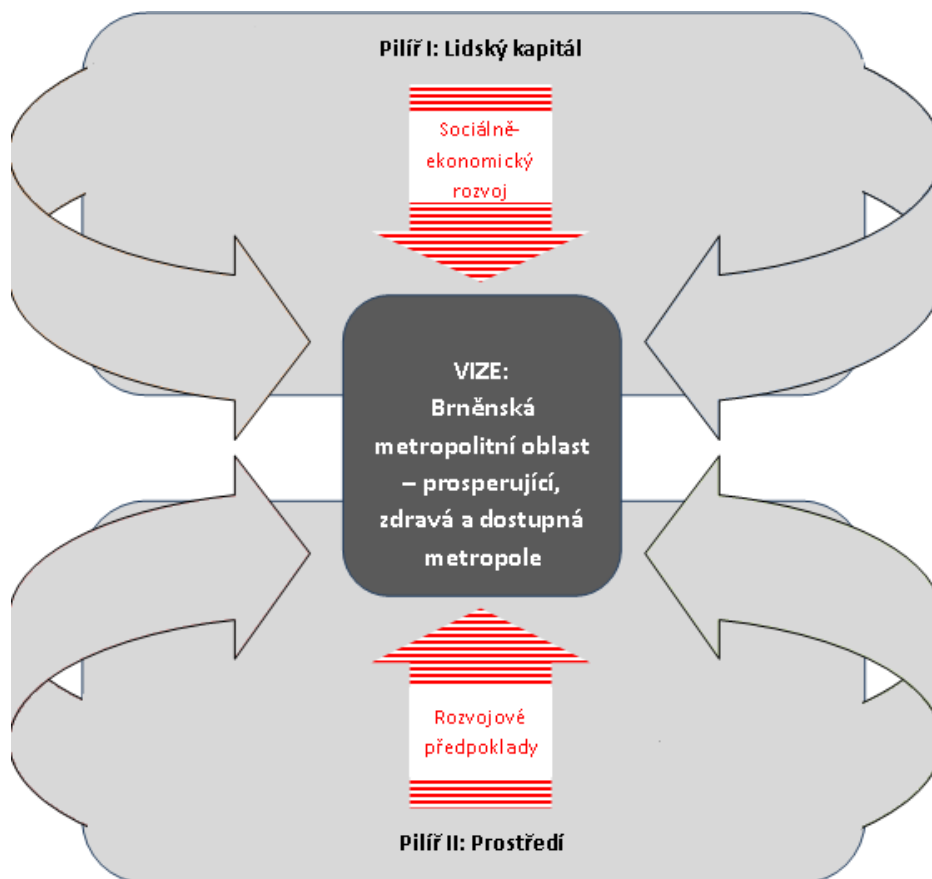 Pilíř I: Lidský kapitál
Sociálně-
ekonomický
rozvoj
VIZE:
Brněnská
metropolitní oblast
– prosperující,
zdravá a dostupná
metropole
Rozvojové
předpoklady
Pilíř II: Prostředí